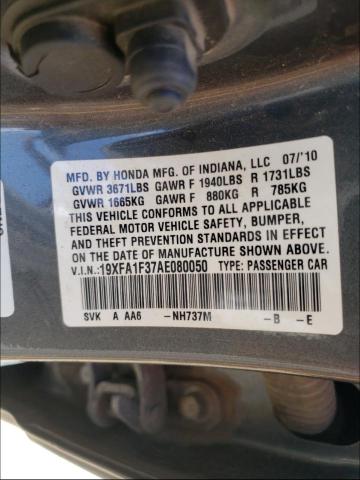 MFD. BY HONDA MFG. OF INDIANA, LLC 07/'10
GVWR 3671LBS GAWR F 1940LBS R 1731LBS
GVWR 1665KG GAWR F 880KG R 785KG
THIS VEHICLE CONFORMS TO ALL APPLICABLE
FEDERAL MOTOR VEHICLE SAFETY, BUMPER,
AND THEFT PREVENTION STANDARDS IN EFFECT
ON THE DATE OF MANUFACTURE SHOWN ABOVE.
V.I.N.:19XFA1F37AE080050 TYPE: PASSENGER CAR
SVK A AA6 -NH737M -B -E